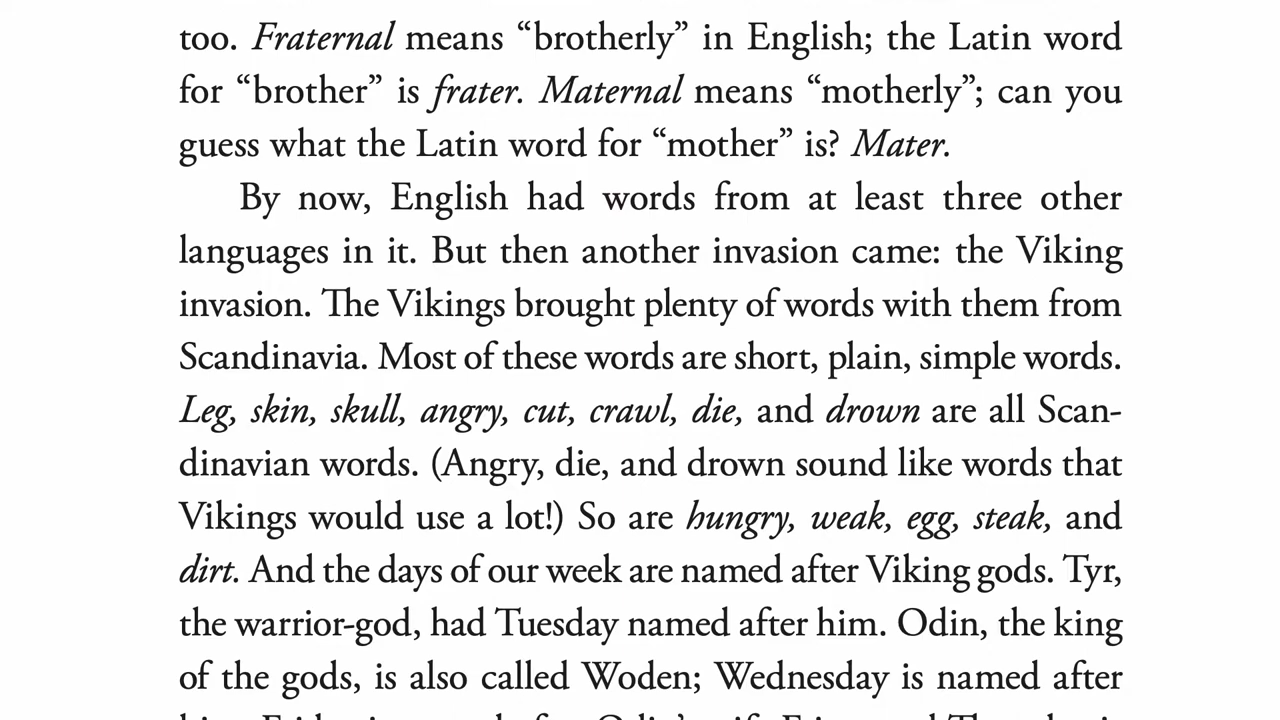 too. Fraternal means “brotherly” in English; the Latin word
for “brother” is frater. Maternal means “motherly”; can you
guess what the Latin word for “mother” is? Mater.
By now, English had words from at least three other
languages in it. But then another invasion came: the Viking
invasion. The Vikings brought plenty of words with them from
Scandinavia. Most of these words are short, plain, simple words.
Leg, skin, skull, angry, cut, crawl, die, and drown are all Scan-
dinavian words. (Angry, die, and drown sound like words that
Vikings would use a lot!) So are hungry, weak, egg, steak, and
dirt. And the days of our week are named after Viking gods. Tyr,
the warrior-god, had Tuesday named after him. Odin, the king
of the gods, is also called Woden; Wednesday is named after